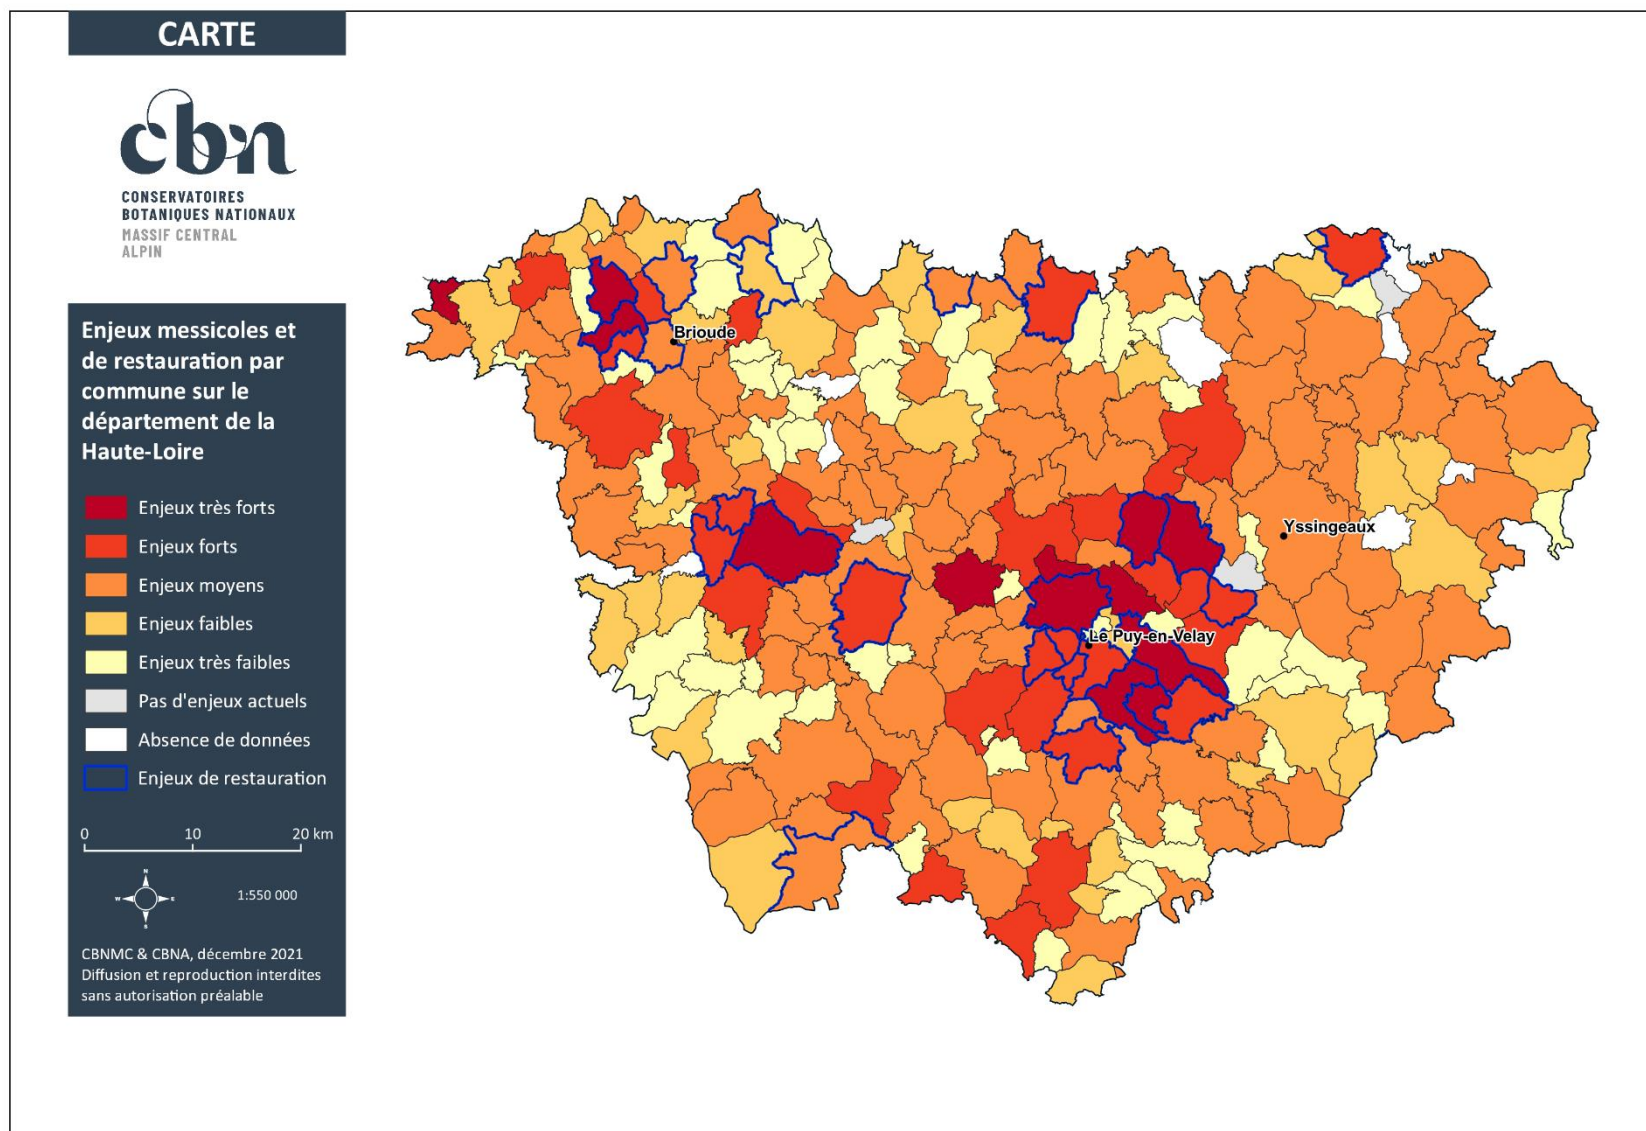 CARTE
cbn
CONSERVATOIRES
BOTANIQUES NATIONAUX
MASSIF CENTRAL
ALPIN
Enjeux messicoles et
de restauration par
commune sur le
département de la
Haute-Loire
Enjeux très forts
Enjeux forts
Enjeux moyens
Enjeux faibles
Enjeux très faibles
Pas d'enjeux actuels
Absence de données
Enjeux de restauration
0 10 20 km
N
W E
S
1:550 000
CBNMC & CBNA, décembre 2021
Diffusion et reproduction interdites
sans autorisation préalable
Brioude
Yssingeaux
Le Puy-en-Velay